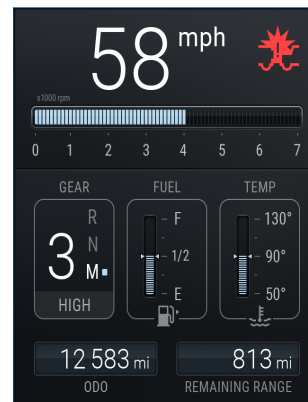 58 mph
x1000 rpm
0 1 2 3 4 5 6 7
GEAR FUEL TEMP
R
N
3 M
HIGH
F
1/2
E
130°
90°
50°
12 583 mi
813 mi
ODO
REMAINING RANGE